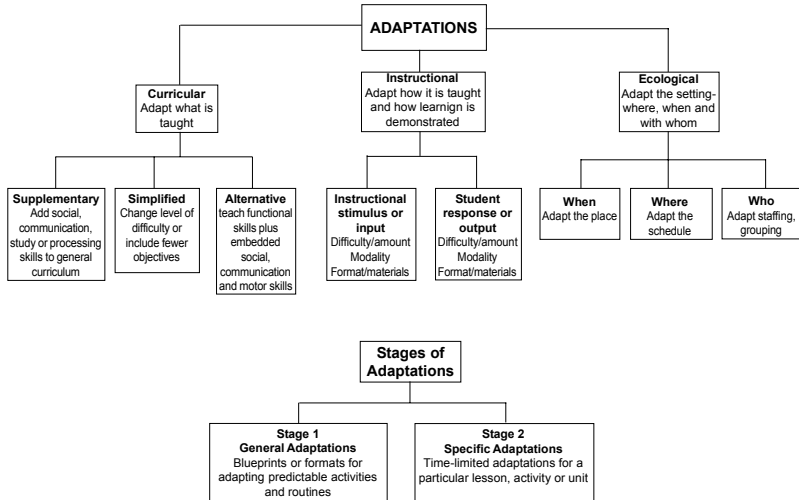 ADAPTATIONS
Curricular
Adapt what is
taught
Instructional
Adapt how it is taught
and how learnign is
demonstrated
Ecological
Adapt the setting-
where, when and
with whom
Supplementary
Add social,
communication,
study or processing
skills to general
curriculum
Simplified
Change level of
difficulty or
include fewer
objectives
Alternative
teach functional
skills plus
embedded
social,
communication
and motor skills
Instructional
stimulus or
input
Difficulty/amount
Modality
Format/materials
Student
response or
output
Difficulty/amount
Modality
Format/materials
When
Adapt the place
Where
Adapt the
schedule
Who
Adapt staffing,
grouping
Stages of
Adaptations
Stage 1
General Adaptations
Blueprints or formats for
adapting predictable activities
and routines
Stage 2
Specific Adaptations
Time-limited adaptations for a
particular lesson, activity or unit